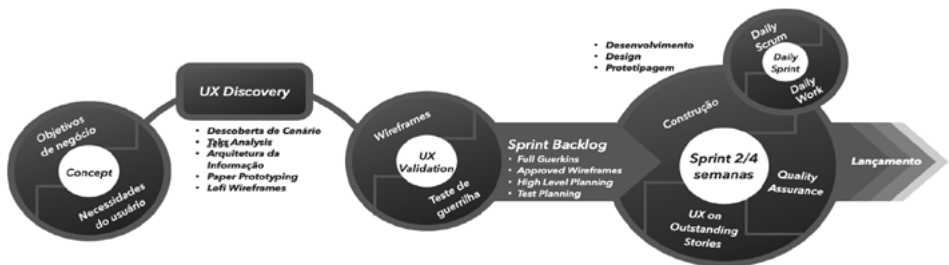 Objetivos
de negócio
Concept
Necessidades
do usuário
UX Discovery
• Descoberta de Cenário
Analysis
• Arquitetura da
Informação
• Paper Prototyping
• Lofi Wireframes
Wireframes
UX
Validation
Teste de
guerrilha
Sprint Backlog
• Full Guerkins
• Approved Wireframes
• High Level Planning
• Test Planning
• Desenvolvimento
• Design
• Prototipagem
Construção
Sprint 2/4
semanas
Quality
Assurance
UX on
Outstanding
Stories
Daily
Scrum
Daily
Sprint
Daily
Work
Lançamento